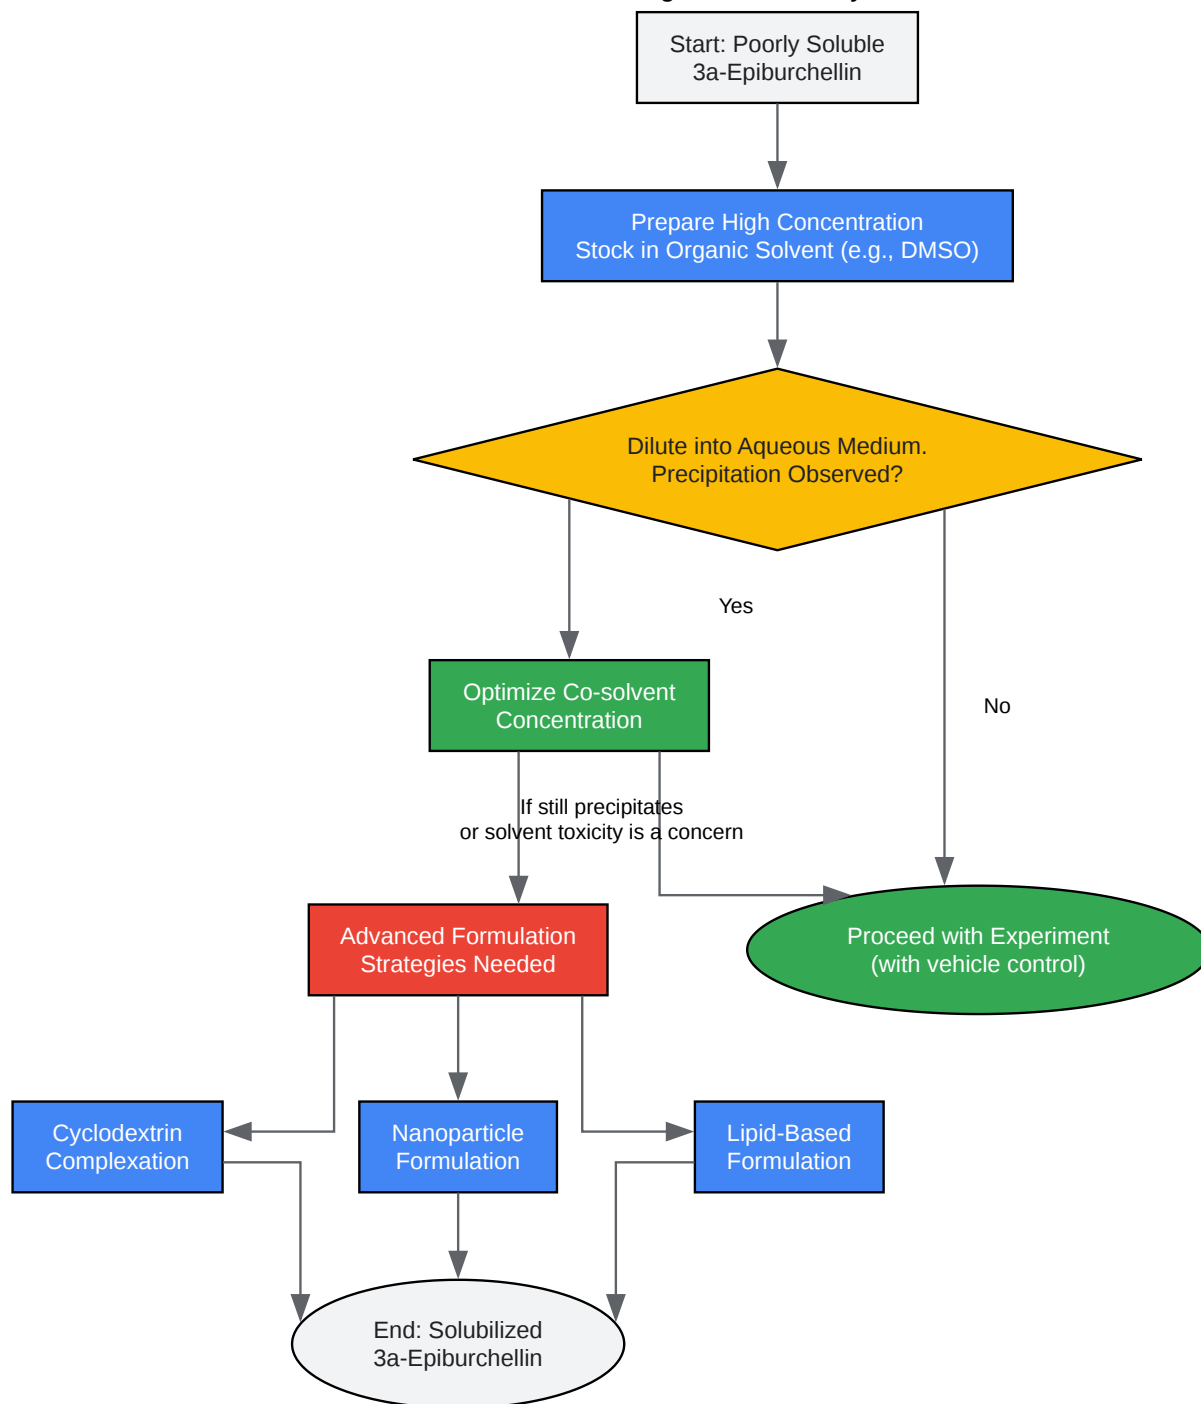 Start: Poorly Soluble
3a-Epiburchellin
Prepare High Concentration
Stock in Organic Solvent (e.g., DMSO)
Dilute into Aqueous Medium.
Precipitation Observed?
Yes
No
Optimize Co-solvent
Concentration
If still precipitates
or solvent toxicity is a concern
Advanced Formulation
Strategies Needed
Proceed with Experiment
(with vehicle control)
Cyclodextrin
Complexation
Nanoparticle
Formulation
Lipid-Based
Formulation
End: Solubilized
3a-Epiburchellin